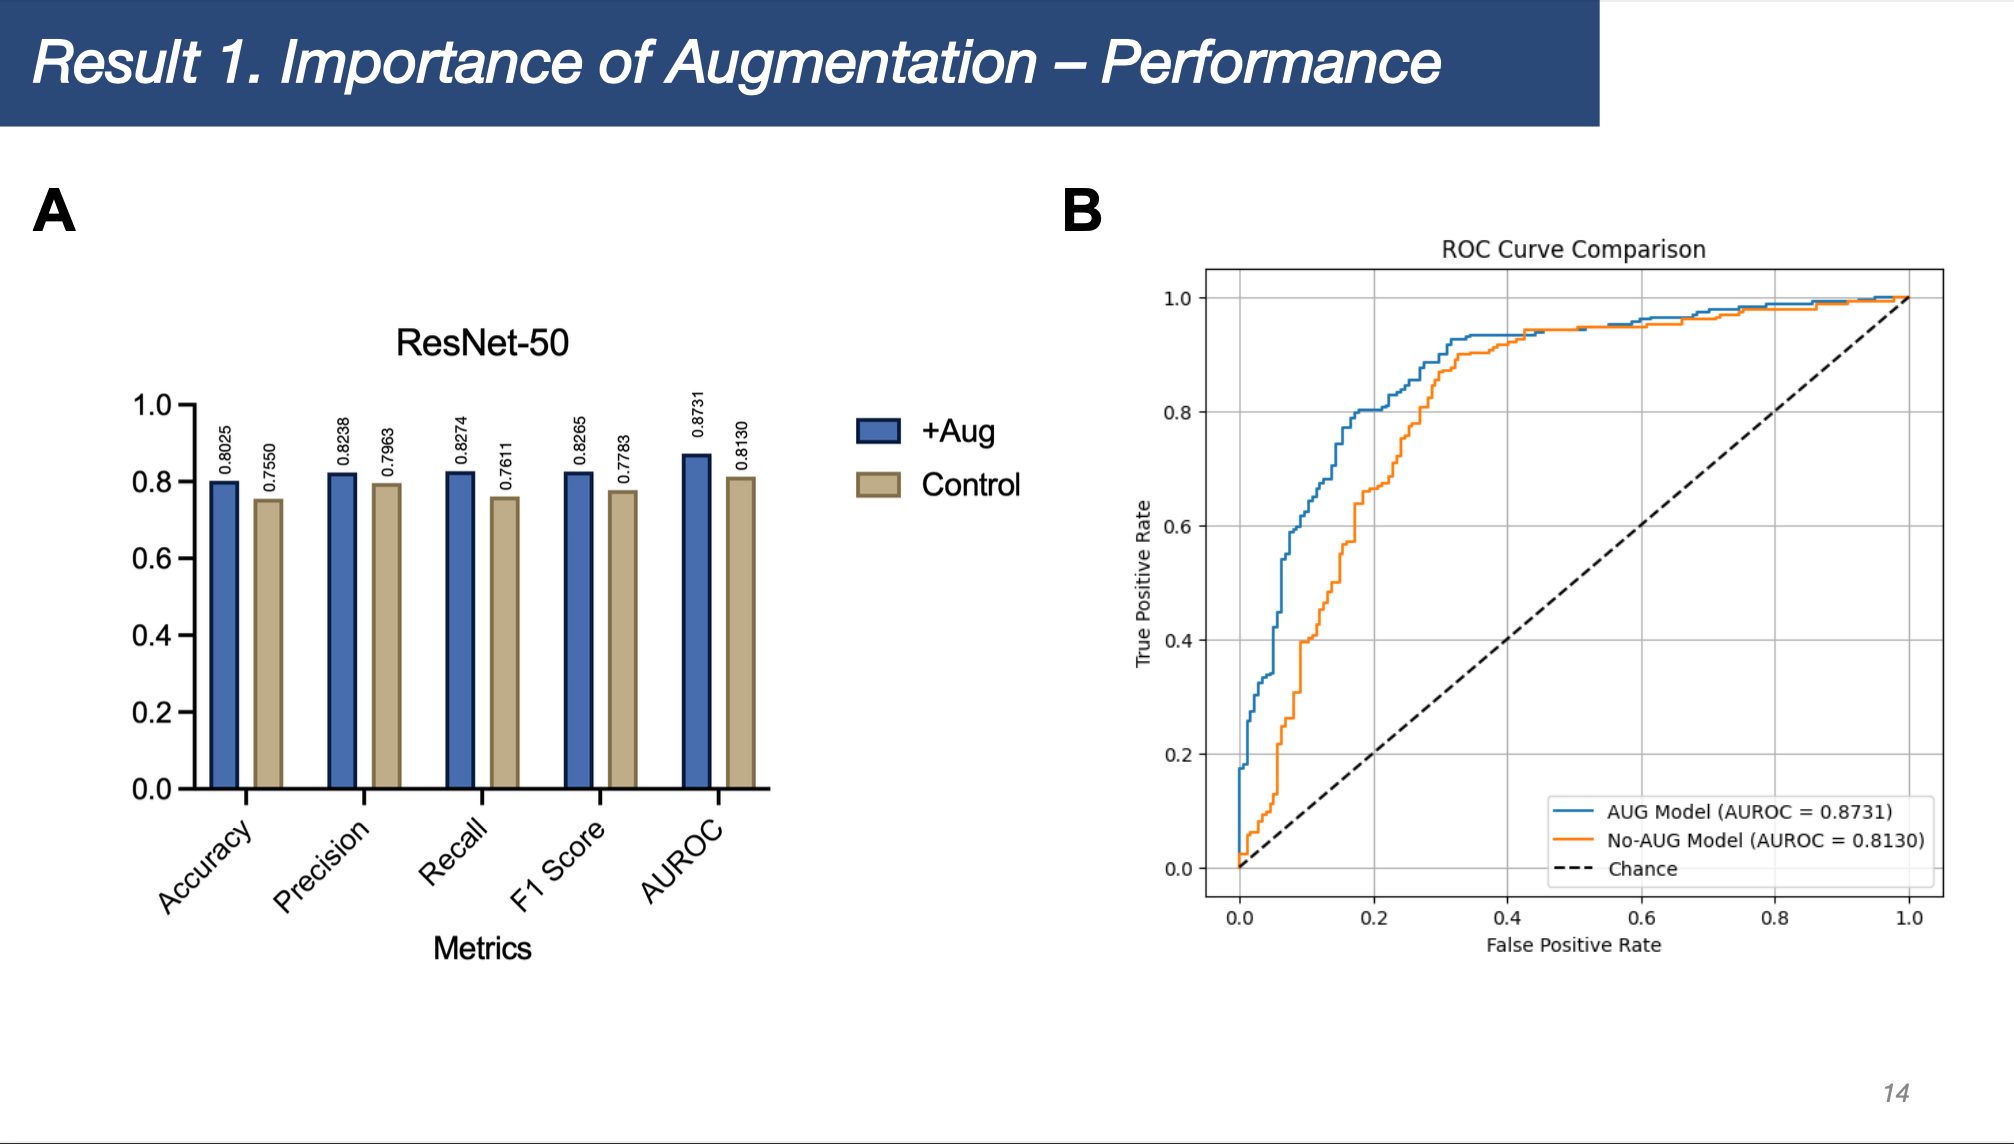 Result 1. Importance of Augmentation – Performance
A
ResNet-50
1.0
0.8
0.6
0.4
0.2
0.0
0.8025
0.7550
0.8238
0.7963
0.8274
0.7611
0.8265
0.7783
0.8731
0.8130
Accuracy
Precision
Recall
F1 Score
AUROC
Metrics
+Aug
Control
B
ROC Curve Comparison
True Positive Rate
1.0
0.8
0.6
0.4
0.2
0.0
AUG Model (AUROC = 0.8731)
No-AUG Model (AUROC = 0.8130)
Chance
0.0 0.2 0.4 0.6 0.8 1.0
False Positive Rate
14